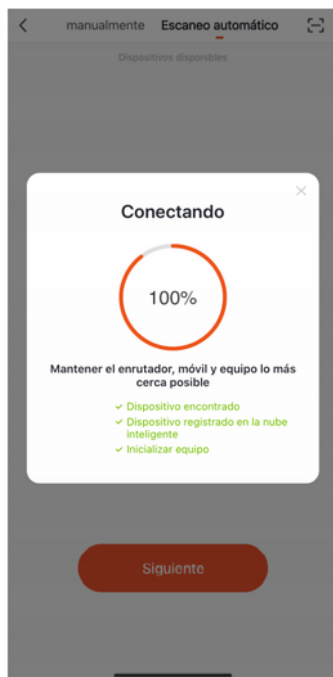 manualmente Escaneo automático
Dispositivos disponibles
Conectando
100%
Mantener el enrutador, móvil y equipo lo más
cerca posible
Dispositivo encontrado
Dispositivo registrado en la nube
inteligente
Inicializar equipo
Siguiente